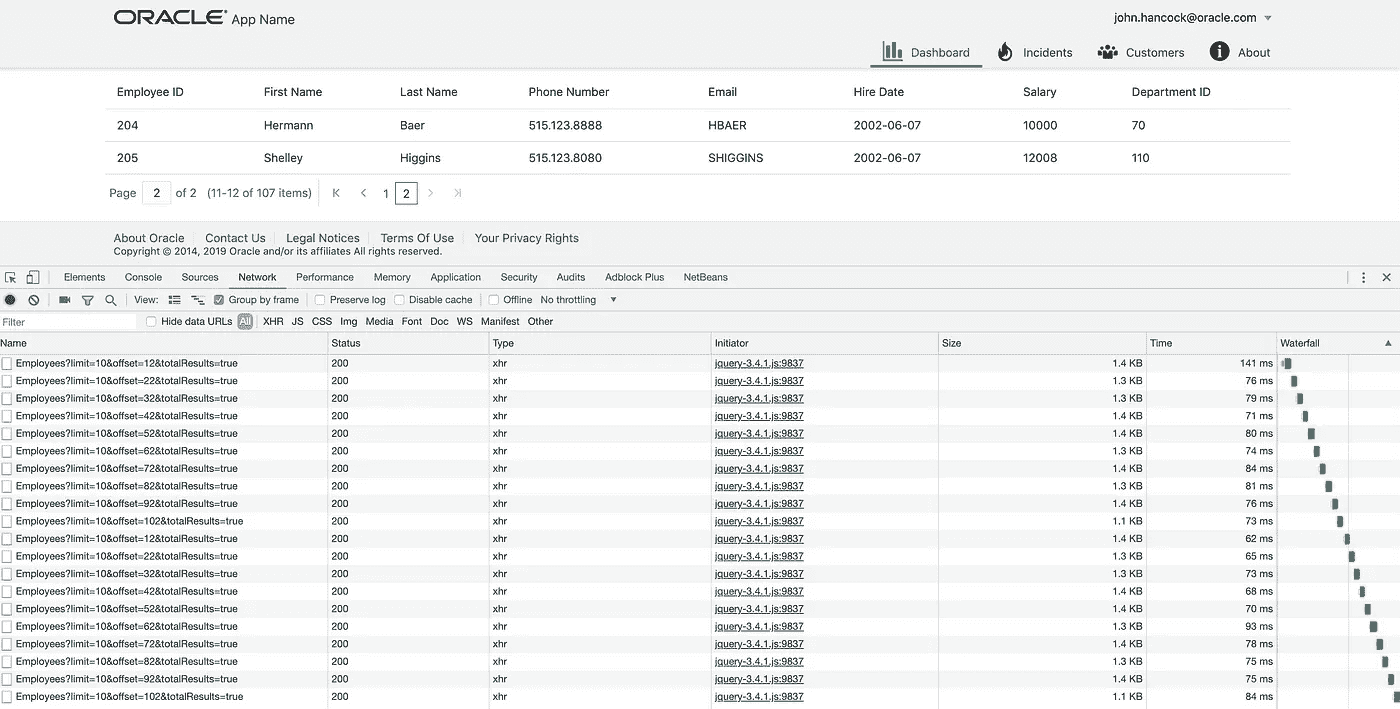 ORACLE App Name john.hancock@oracle.com
Dashboard Incidents Customers About
Employee ID First Name Last Name Phone Number Email Hire Date Salary Department ID
204 Hermann Baer 515.123.8888 HBAER 2002-06-07 10000 70
205 Shelley Higgins 515.123.8080 SHIGGINS 2002-06-07 12008 110
Page 2 of 2 (11-12 of 107 items) 1 2
About Oracle Contact Us Legal Notices Terms Of Use Your Privacy Rights
Copyright © 2014, 2019 Oracle and/or its affiliates All rights reserved.
Elements Console Sources Network Performance Memory Application Security Audits Adblock Plus NetBeans
View: Group by frame Preserve log Disable cache Offline No throttling
Filter Hide data URLs All XHR JS CSS Img Media Font Doc WS Manifest Other
Name Status Type Initiator Size Time Waterfall
Employees?limit=10&offset=12&totalResults=true 200 xhr jquery-3.4.1.js:9837 1.4 KB 141 ms
Employees?limit=10&offset=22&totalResults=true 200 xhr jquery-3.4.1.js:9837 1.3 KB 76 ms
Employees?limit=10&offset=32&totalResults=true 200 xhr jquery-3.4.1.js:9837 1.3 KB 79 ms
Employees?limit=10&offset=42&totalResults=true 200 xhr jquery-3.4.1.js:9837 1.4 KB 71 ms
Employees?limit=10&offset=52&totalResults=true 200 xhr jquery-3.4.1.js:9837 1.4 KB 80 ms
Employees?limit=10&offset=62&totalResults=true 200 xhr jquery-3.4.1.js:9837 1.3 KB 74 ms
Employees?limit=10&offset=72&totalResults=true 200 xhr jquery-3.4.1.js:9837 1.4 KB 84 ms
Employees?limit=10&offset=82&totalResults=true 200 xhr jquery-3.4.1.js:9837 1.3 KB 81 ms
Employees?limit=10&offset=92&totalResults=true 200 xhr jquery-3.4.1.js:9837 1.4 KB 76 ms
Employees?limit=10&offset=102&totalResults=true 200 xhr jquery-3.4.1.js:9837 1.1 KB 73 ms
Employees?limit=10&offset=12&totalResults=true 200 xhr jquery-3.4.1.js:9837 1.4 KB 62 ms
Employees?limit=10&offset=22&totalResults=true 200 xhr jquery-3.4.1.js:9837 1.3 KB 65 ms
Employees?limit=10&offset=32&totalResults=true 200 xhr jquery-3.4.1.js:9837 1.3 KB 73 ms
Employees?limit=10&offset=42&totalResults=true 200 xhr jquery-3.4.1.js:9837 1.4 KB 68 ms
Employees?limit=10&offset=52&totalResults=true 200 xhr jquery-3.4.1.js:9837 1.4 KB 70 ms
Employees?limit=10&offset=62&totalResults=true 200 xhr jquery-3.4.1.js:9837 1.3 KB 93 ms
Employees?limit=10&offset=72&totalResults=true 200 xhr jquery-3.4.1.js:9837 1.4 KB 78 ms
Employees?limit=10&offset=82&totalResults=true 200 xhr jquery-3.4.1.js:9837 1.3 KB 75 ms
Employees?limit=10&offset=92&totalResults=true 200 xhr jquery-3.4.1.js:9837 1.4 KB 75 ms
Employees?limit=10&offset=102&totalResults=true 200 xhr jquery-3.4.1.js:9837 1.1 KB 84 ms